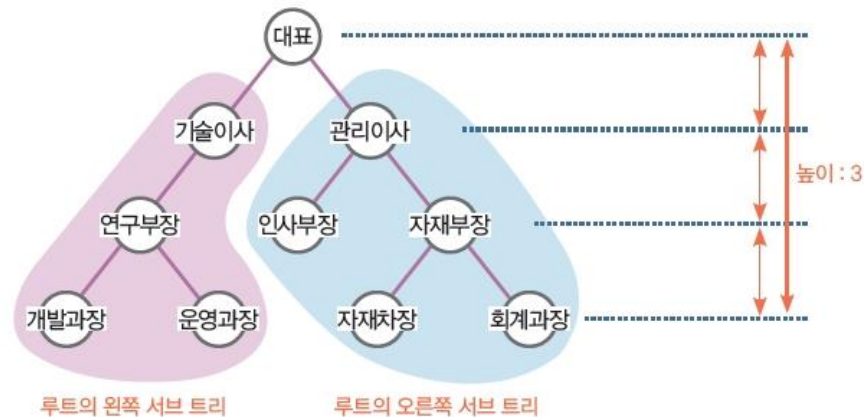 대표
기술이사
관리이사
높이 : 3
연구부장
인사부장
자재부장
개발과장
운영과장
자재차장
회계과장
루트의 왼쪽 서브 트리
루트의 오른쪽 서브 트리